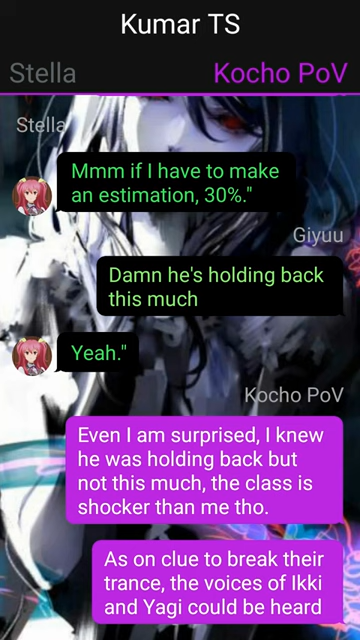 Kumar TS
Stella
Kocho PoV
Stella
Mmm if I have to make
an estimation, 30%."
Giyuu
Damn he's holding back
this much
Yeah."
Kocho PoV
Even I am surprised, I knew
he was holding back but
not this much, the class is
shocker than me tho.
As on clue to break their
trance, the voices of Ikki
and Yagi could be heard